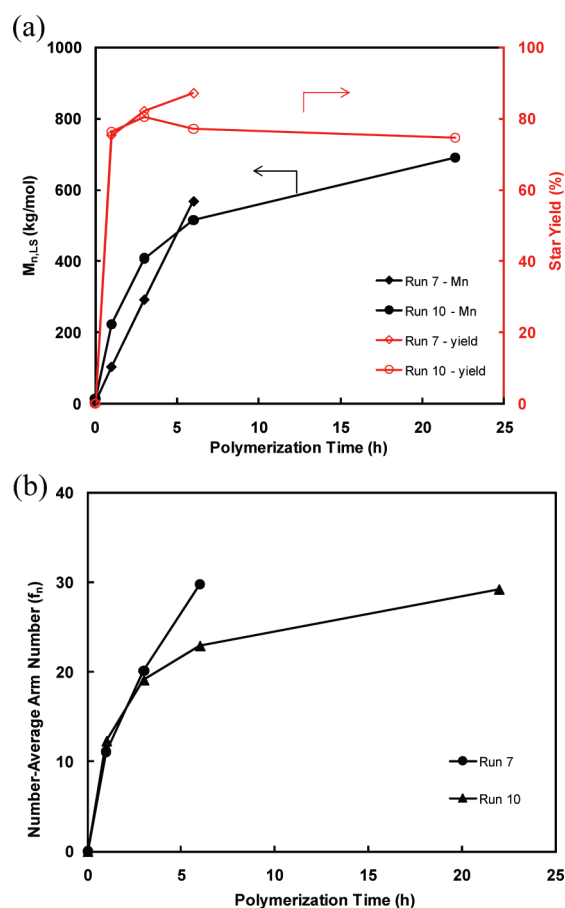 (a)
1000
800
600
400
200
0
M_{n,LS} (kg/mol)
100
80
60
40
20
0
Star Yield (%)
Run 7 - Mn
Run 10 - Mn
Run 7 - yield
Run 10 - yield
0 5 10 15 20 25
Polymerization Time (h)
(b)
40
30
20
10
0
Number-Average Arm Number (f_n)
Run 7
Run 10
0 5 10 15 20 25
Polymerization Time (h)